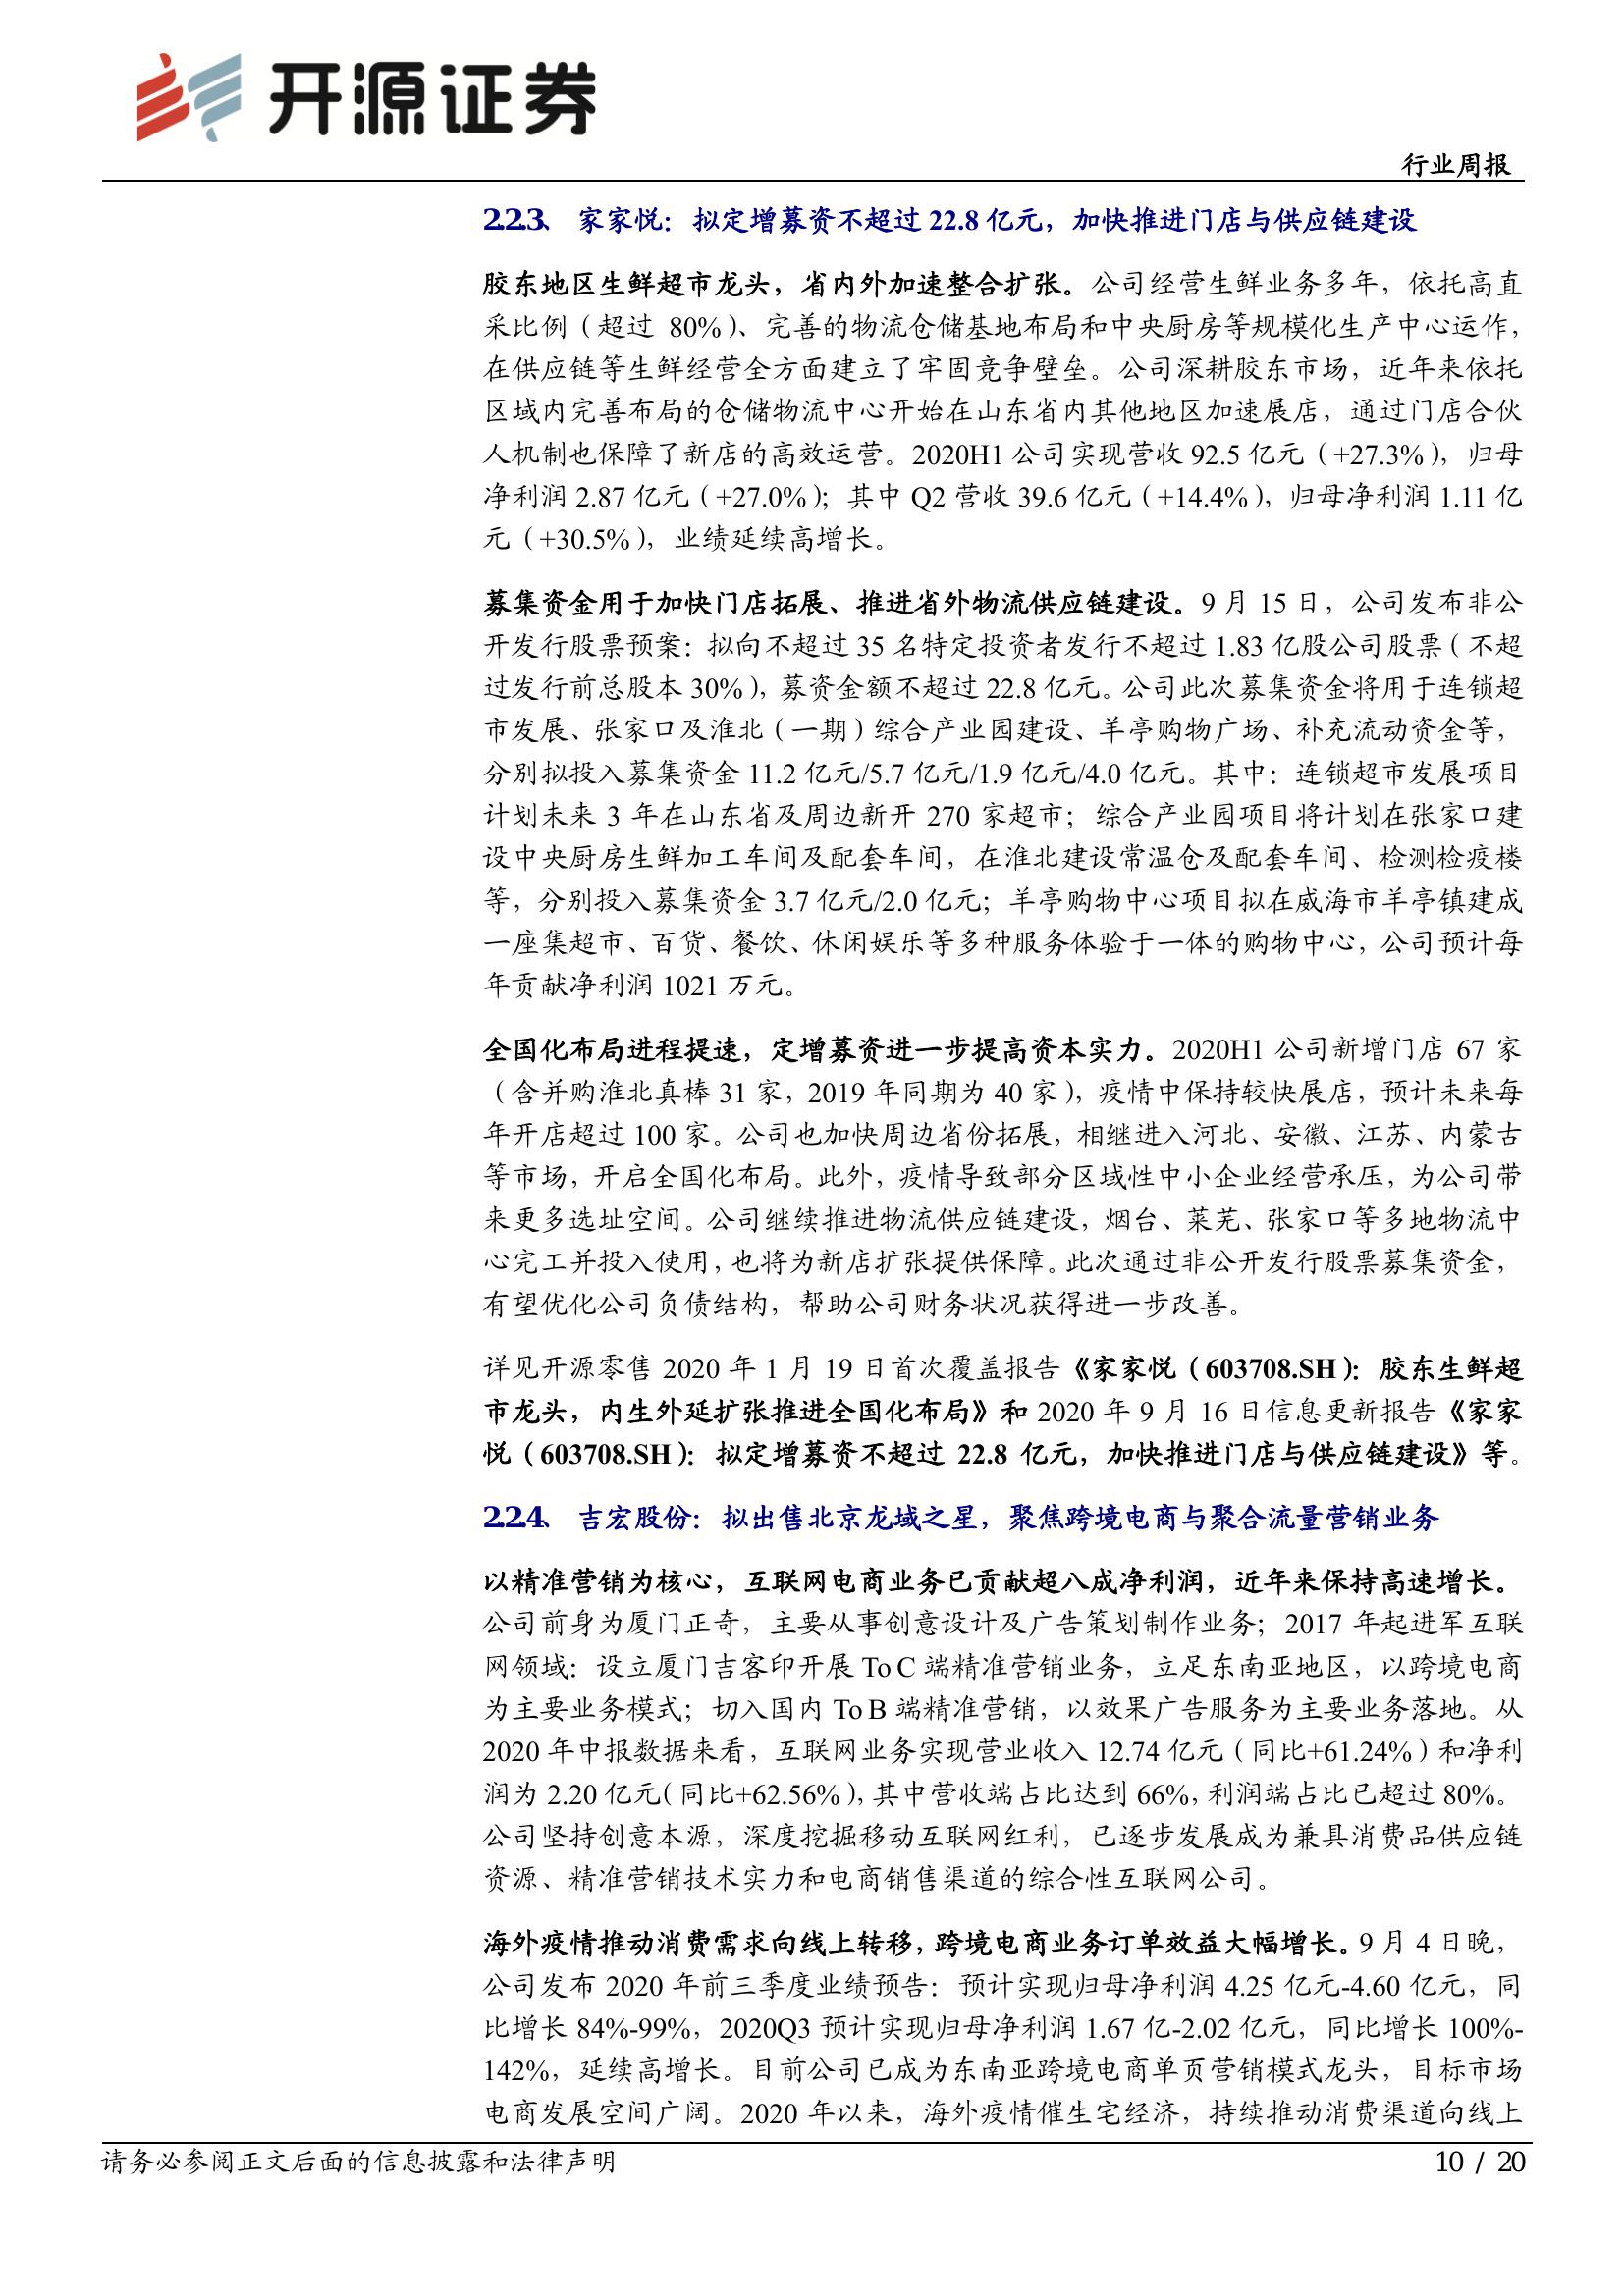 开源证券
行业周报
2.2.3、 家家悦：拟定增募资不超过 22.8 亿元，加快推进门店与供应链建设
胶东地区生鲜超市龙头，省内外加速整合扩张。公司经营生鲜业务多年，依托高直
采比例（超过 80%）、完善的物流仓储基地布局和中央厨房等规模化生产中心运作，
在供应链等生鲜经营全方面建立了牢固竞争壁垒。公司深耕胶东市场，近年来依托
区域内完善布局的仓储物流中心开始在山东省内其他地区加速展店，通过门店合伙
人机制也保障了新店的高效运营。2020H1 公司实现营收 92.5 亿元（+27.3%），归母
净利润 2.87 亿元（+27.0%）；其中 Q2 营收 39.6 亿元（+14.4%），归母净利润 1.11 亿
元（+30.5%），业绩延续高增长。
募集资金用于加快门店拓展、推进省外物流供应链建设。9 月 15 日，公司发布非公
开发行股票预案：拟向不超过 35 名特定投资者发行不超过 1.83 亿股公司股票（不超
过发行前总股本 30%），募资金额不超过 22.8 亿元。公司此次募集资金将用于连锁超
市发展、张家口及淮北（一期）综合产业园建设、羊亭购物广场、补充流动资金等，
分别拟投入募集资金 11.2 亿元/5.7 亿元/1.9 亿元/4.0 亿元。其中：连锁超市发展项目
计划未来 3 年在山东省及周边新开 270 家超市；综合产业园项目将计划在张家口建
设中央厨房生鲜加工车间及配套车间，在淮北建设常温仓及配套车间、检测检疫楼
等，分别投入募集资金 3.7 亿元/2.0 亿元；羊亭购物中心项目拟在威海市羊亭镇建成
一座集超市、百货、餐饮、休闲娱乐等多种服务体验于一体的购物中心，公司预计每
年贡献净利润 1021 万元。
全国化布局进程提速，定增募资进一步提高资本实力。2020H1 公司新增门店 67 家
（含并购淮北真棒 31 家，2019 年同期为 40 家），疫情中保持较快展店，预计未来每
年开店超过 100 家。公司也加快周边省份拓展，相继进入河北、安徽、江苏、内蒙古
等市场，开启全国化布局。此外，疫情导致部分区域性中小企业经营承压，为公司带
来更多选址空间。公司继续推进物流供应链建设，烟台、莱芜、张家口等多地物流中
心完工并投入使用，也将为新店扩张提供保障。此次通过非公开发行股票募集资金，
有望优化公司负债结构，帮助公司财务状况获得进一步改善。
详见开源零售 2020 年 1 月 19 日首次覆盖报告《家家悦（603708.SH）：胶东生鲜超
市龙头，内生外延扩张推进全国化布局》和 2020 年 9 月 16 日信息更新报告《家家
悦（603708.SH）：拟定增募资不超过 22.8 亿元，加快推进门店与供应链建设》等。
2.2.4、 吉宏股份：拟出售北京龙域之星，聚焦跨境电商与聚合流量营销业务
以精准营销为核心，互联网电商业务已贡献超八成净利润，近年来保持高速增长。
公司前身为厦门正奇，主要从事创意设计及广告策划制作业务；2017 年起进军互联
网领域：设立厦门吉客印开展 To C 端精准营销业务，立足东南亚地区，以跨境电商
为主要业务模式；切入国内 To B 端精准营销，以效果广告服务为主要业务落地。从
2020 年中报数据来看，互联网业务实现营业收入 12.74 亿元（同比+61.24%）和净利
润为 2.20 亿元（同比+62.56%），其中营收端占比达到 66%，利润端占比已超过 80%。
公司坚持创意本源，深度挖掘移动互联网红利，已逐步发展成为兼具消费品供应链
资源、精准营销技术实力和电商销售渠道的综合性互联网公司。
海外疫情推动消费需求向线上转移，跨境电商业务订单效益大幅增长。9 月 4 日晚，
公司发布 2020 年前三季度业绩预告：预计实现归母净利润 4.25 亿元-4.60 亿元，同
比增长 84%-99%，2020Q3 预计实现归母净利润 1.67 亿-2.02 亿元，同比增长 100%-
142%，延续高增长。目前公司已成为东南亚跨境电商单页营销模式龙头，目标市场
电商发展空间广阔。2020 年以来，海外疫情催生宅经济，持续推动消费渠道向线上
请务必参阅正文后面的信息披露和法律声明
10 / 20